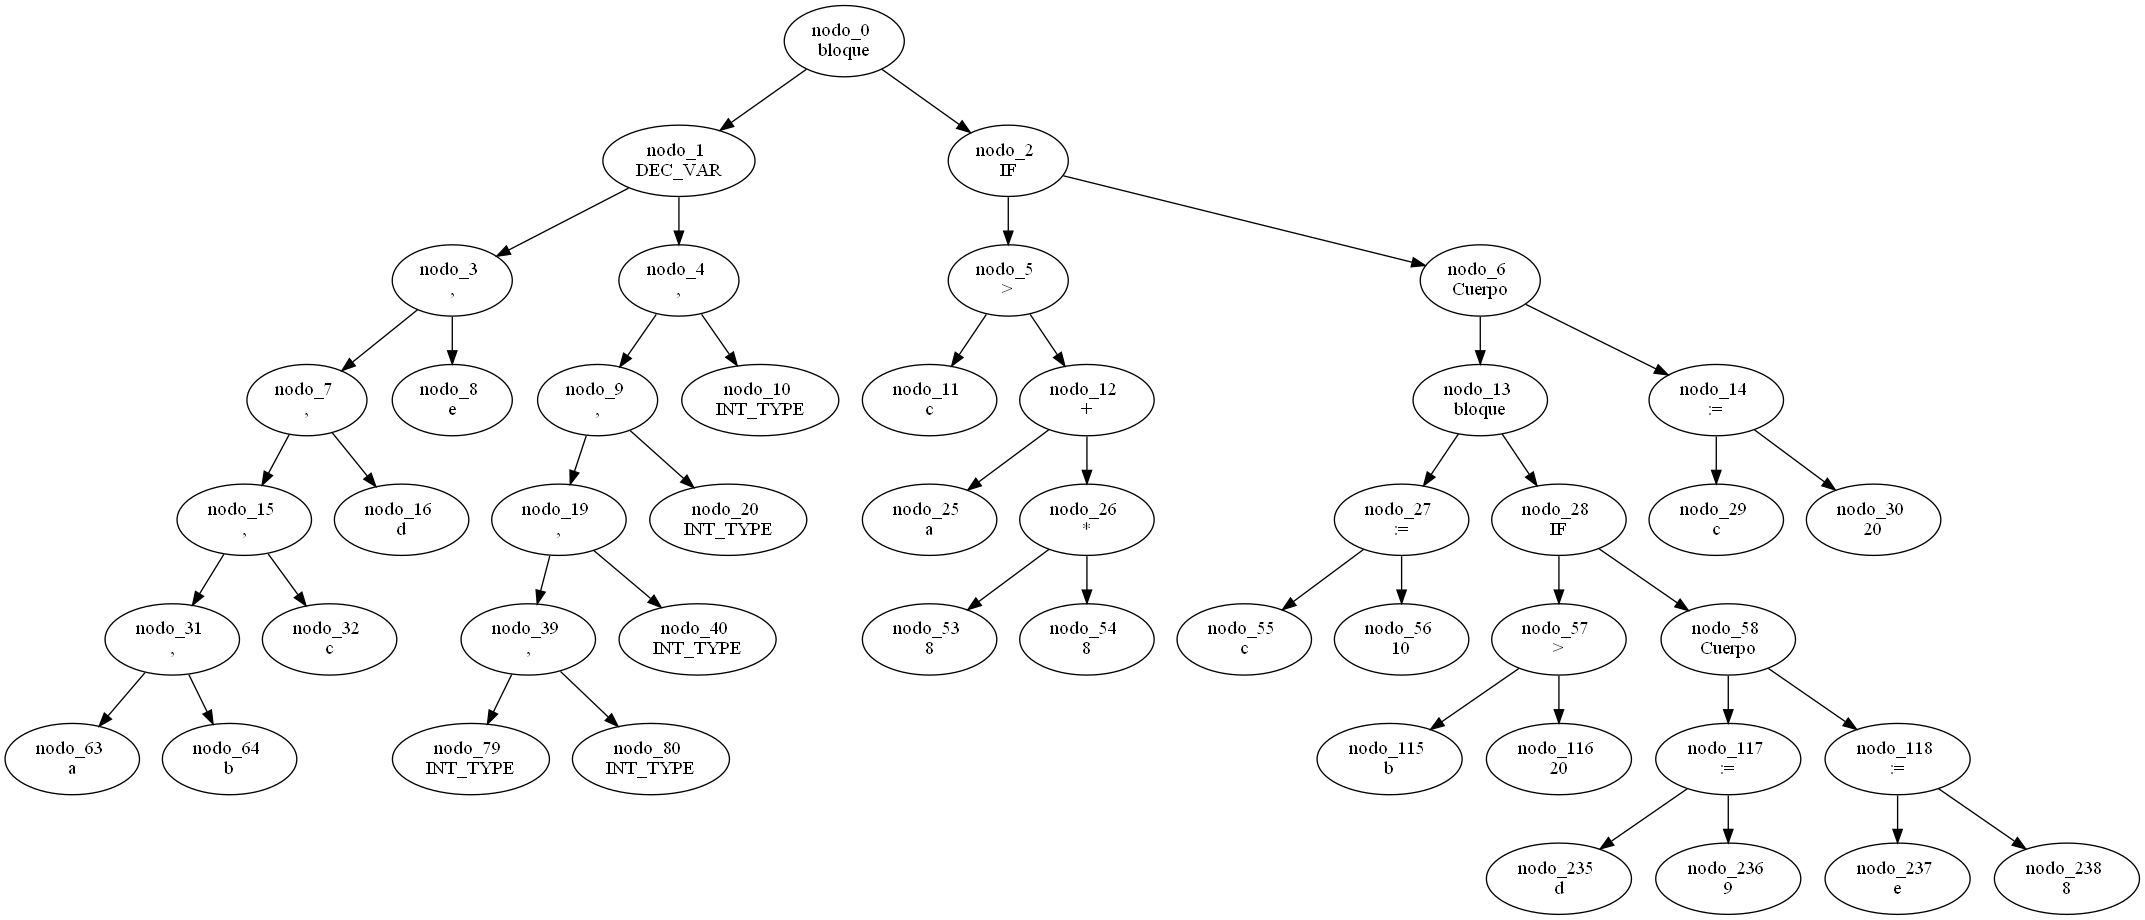 nodo_0
bloque
nodo_1
DEC_VAR
nodo_2
IF
nodo_3
,
nodo_4
,
nodo_5
>
nodo_6
Cuerpo
nodo_7
,
nodo_8
e
nodo_9
,
nodo_10
INT_TYPE
nodo_11
c
nodo_12
+
nodo_13
bloque
nodo_14
:=
nodo_15
,
nodo_16
d
nodo_19
,
nodo_20
INT_TYPE
nodo_25
a
nodo_26
*
nodo_27
:=
nodo_28
IF
nodo_29
c
nodo_30
20
nodo_31
,
nodo_32
c
nodo_39
,
nodo_40
INT_TYPE
nodo_53
8
nodo_54
8
nodo_55
c
nodo_56
10
nodo_57
>
nodo_58
Cuerpo
nodo_63
a
nodo_64
b
nodo_79
INT_TYPE
nodo_80
INT_TYPE
nodo_115
b
nodo_116
20
nodo_117
:=
nodo_118
:=
nodo_235
d
nodo_236
9
nodo_237
e
nodo_238
8